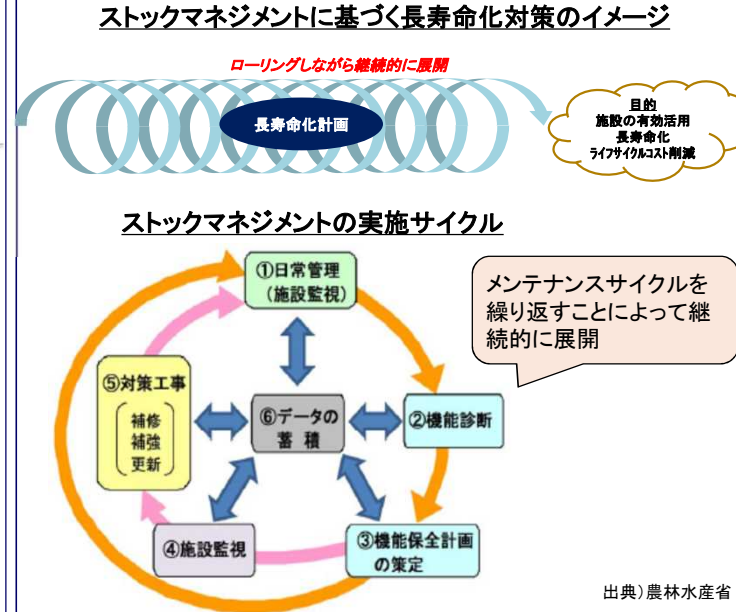 ストックマネジメントに基づく長寿命化対策のイメージ
ローリングしながら継続的に展開
長寿命化計画
目的
施設の有効活用
長寿命化
ライフサイクルコスト削減
ストックマネジメントの実施サイクル
①日常管理
（施設監視）
メンテナンスサイクルを
繰り返すことによって継
続的に展開
⑤対策工事
補修
補強
更新
⑥データの
蓄積
②機能診断
④施設監視
③機能保全計画
の策定
出典）農林水産省